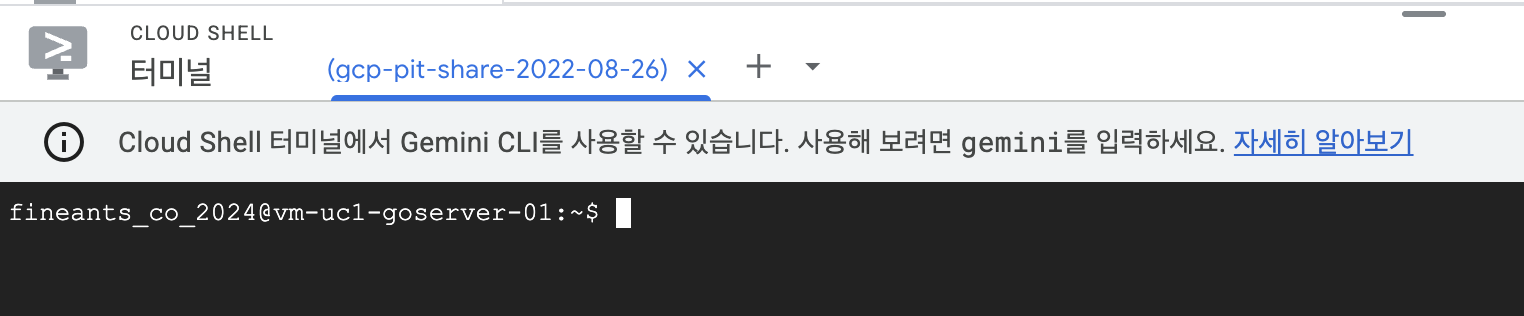 CLOUD SHELL
터미널
(gcp-pit-share-2022-08-26)
Cloud Shell 터미널에서 Gemini CLI를 사용할 수 있습니다. 사용해 보려면 gemini를 입력하세요. 자세히 알아보기
fineants_co_2024@vm-uc1-goserver-01:~$